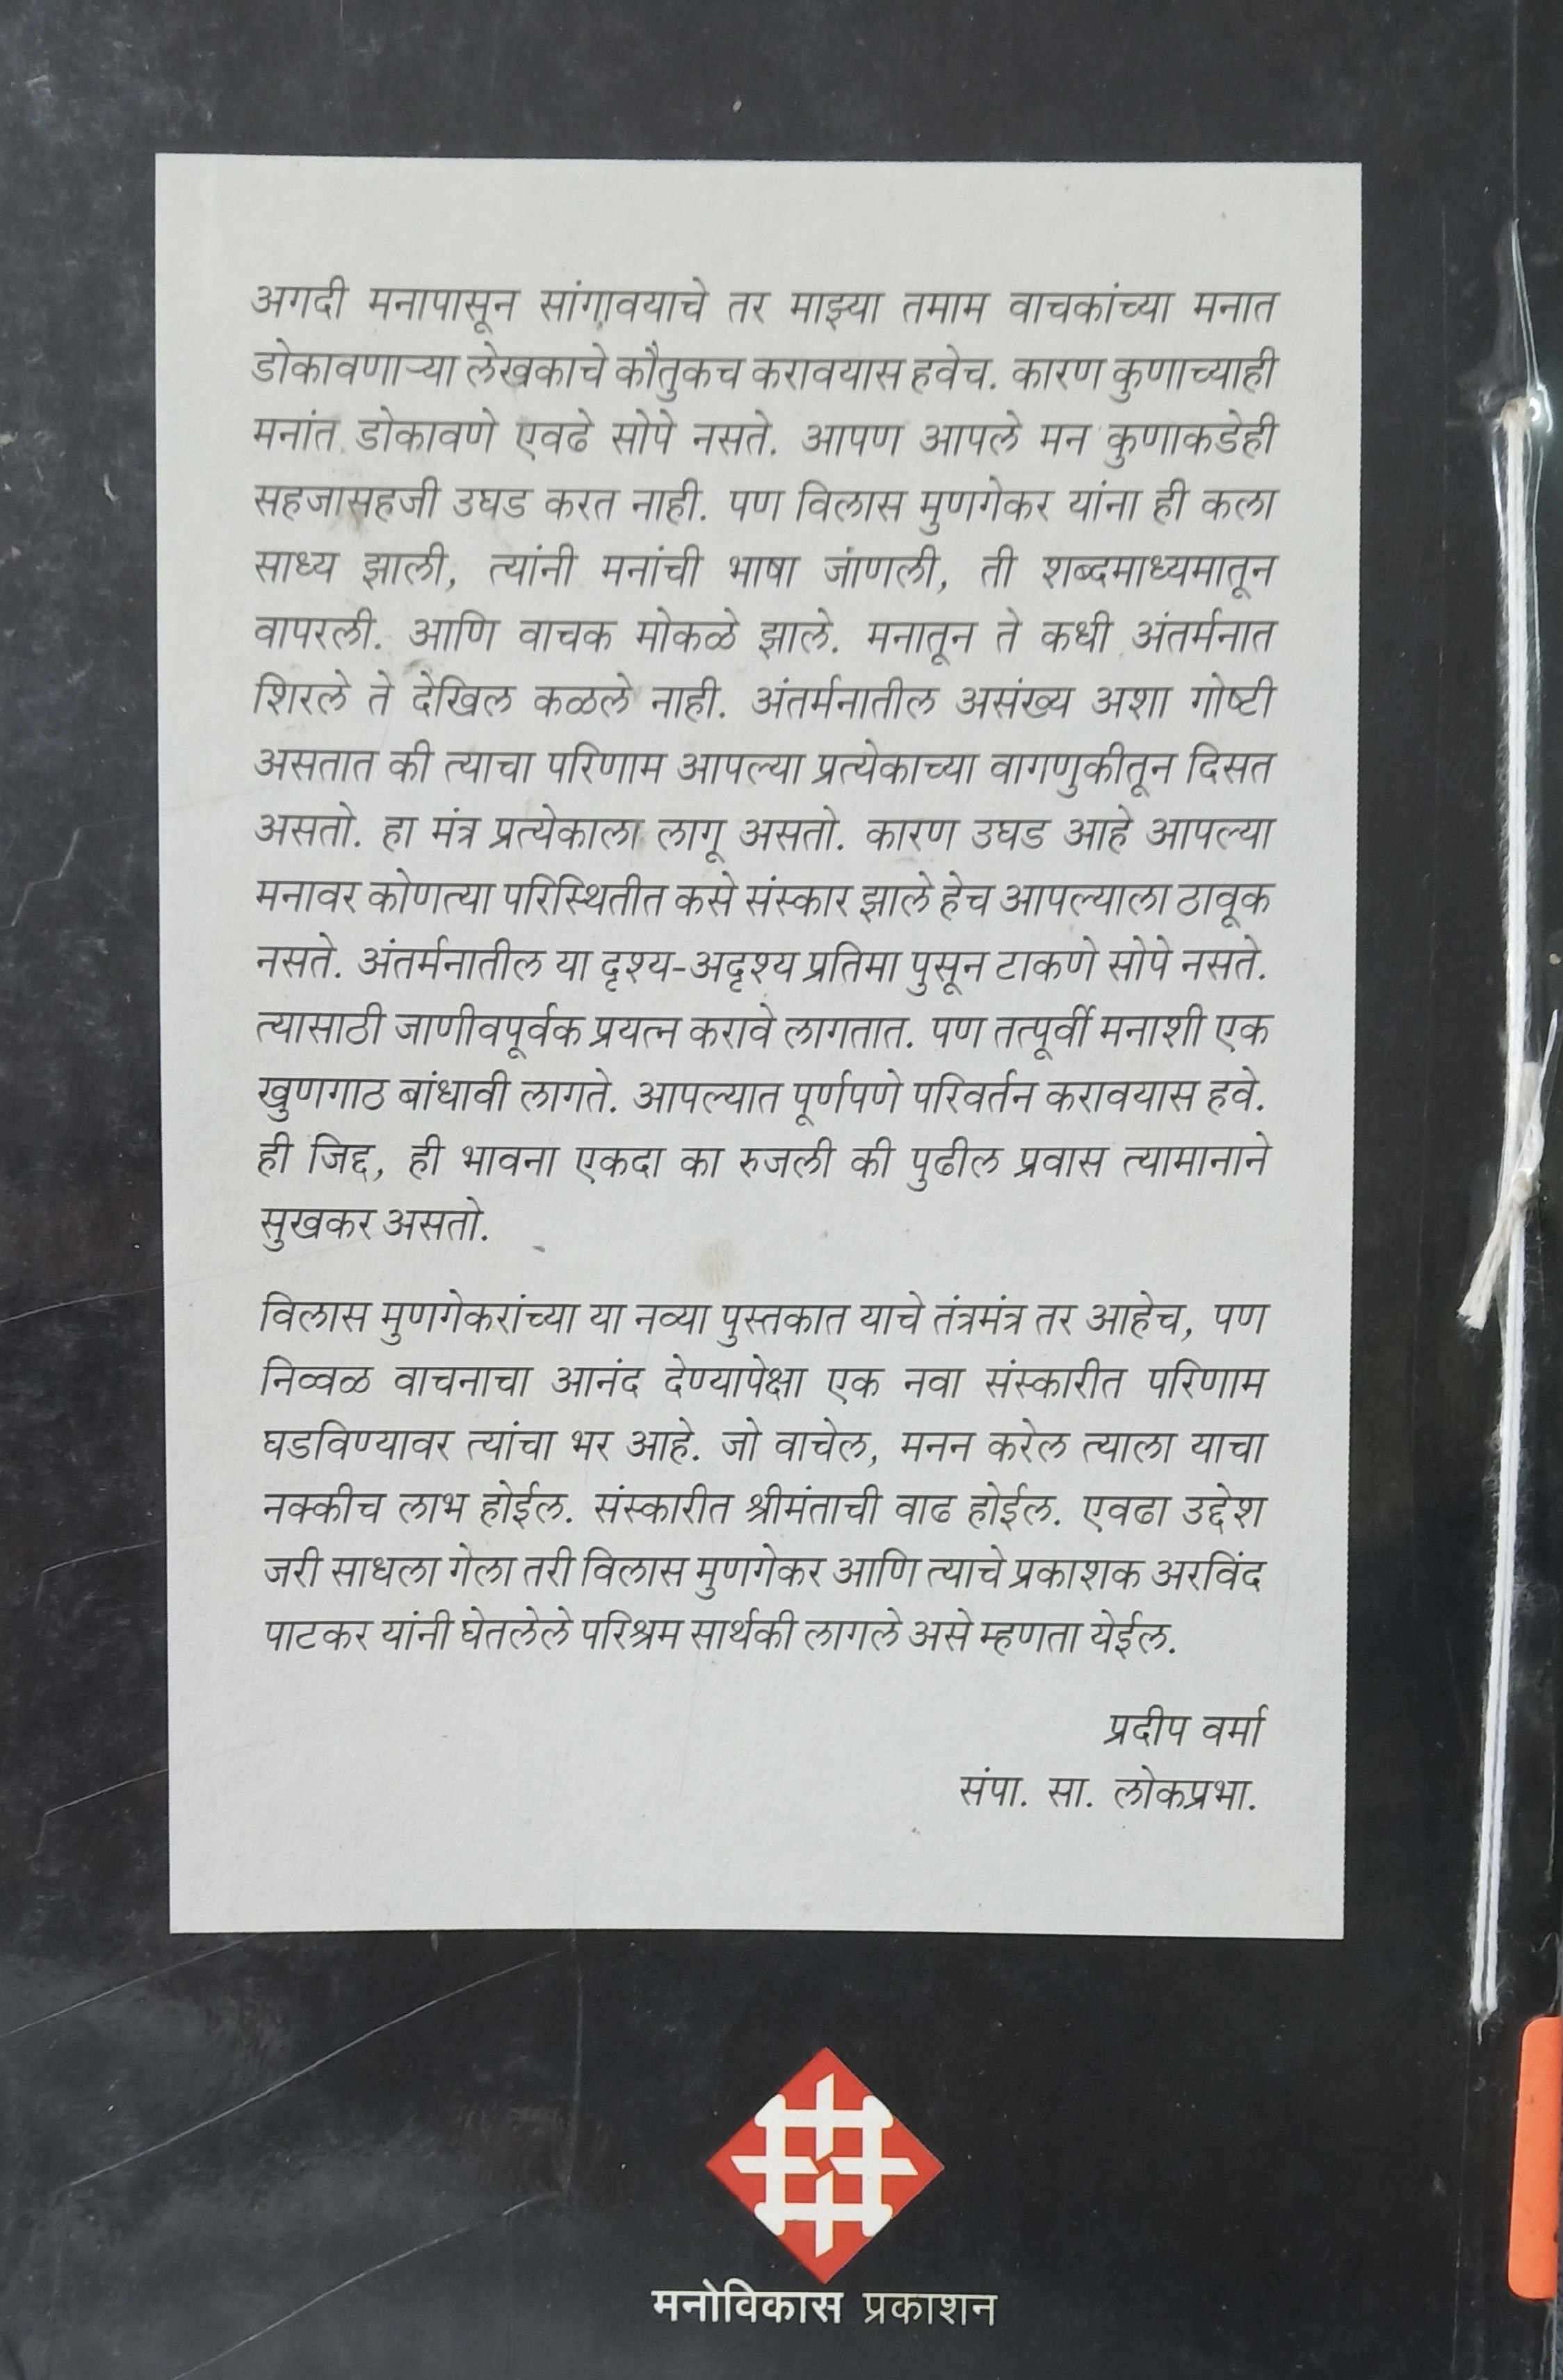 अगदी मनापासून सांगावयाचे तर माझ्या तमाम वाचकांच्या मनात
डोकावणाऱ्या लेखकाचे कौतुकच करावयास हवेच. कारण कुणाच्याही
मनांत डोकावणे एवढे सोपे नसते. आपण आपले मन कुणाकडेही
सहजासहजी उघड करत नाही. पण विलास मुणगेकर यांना ही कला
साध्य झाली, त्यांनी मनांची भाषा जाणली, ती शब्दमाध्यमातून
वापरली. आणि वाचक मोकळे झाले. मनातून ते कधी अंतर्मनात
शिरले ते देखिल कळले नाही. अंतर्मनातील असंख्य अशा गोष्टी
असतात की त्याचा परिणाम आपल्या प्रत्येकाच्या वागणुकीतून दिसत
असतो. हा मंत्र प्रत्येकाला लागू असतो. कारण उघड आहे आपल्या
मनावर कोणत्या परिस्थितीत कसे संस्कार झाले हेच आपल्याला ठावूक
नसते. अंतर्मनातील या दृश्य-अदृश्य प्रतिमा पुसून टाकणे सोपे नसते.
त्यासाठी जाणीवपूर्वक प्रयत्न करावे लागतात. पण तत्पूर्वी मनाशी एक
खुणगाठ बांधावी लागते. आपल्यात पूर्णपणे परिवर्तन करावयास हवे.
ही जिद्द, ही भावना एकदा का रुजली की पुढील प्रवास त्यामानाने
सुखकर असतो.
विलास मुणगेकरांच्या या नव्या पुस्तकात याचे तंत्रमंत्र तर आहेच, पण
निव्वळ वाचनाचा आनंद देण्यापेक्षा एक नवा संस्कारीत परिणाम
घडविण्यावर त्यांचा भर आहे. जो वाचेल, मनन करेल त्याला याचा
नक्कीच लाभ होईल. संस्कारीत श्रीमंताची वाढ होईल. एवढा उद्देश
जरी साधला गेला तरी विलास मुणगेकर आणि त्याचे प्रकाशक अरविंद
पाटकर यांनी घेतलेले परिश्रम सार्थकी लागले असे म्हणता येईल.
प्रदीप वर्मा
संपा. सा. लोकप्रभा.
मनोविकास प्रकाशन